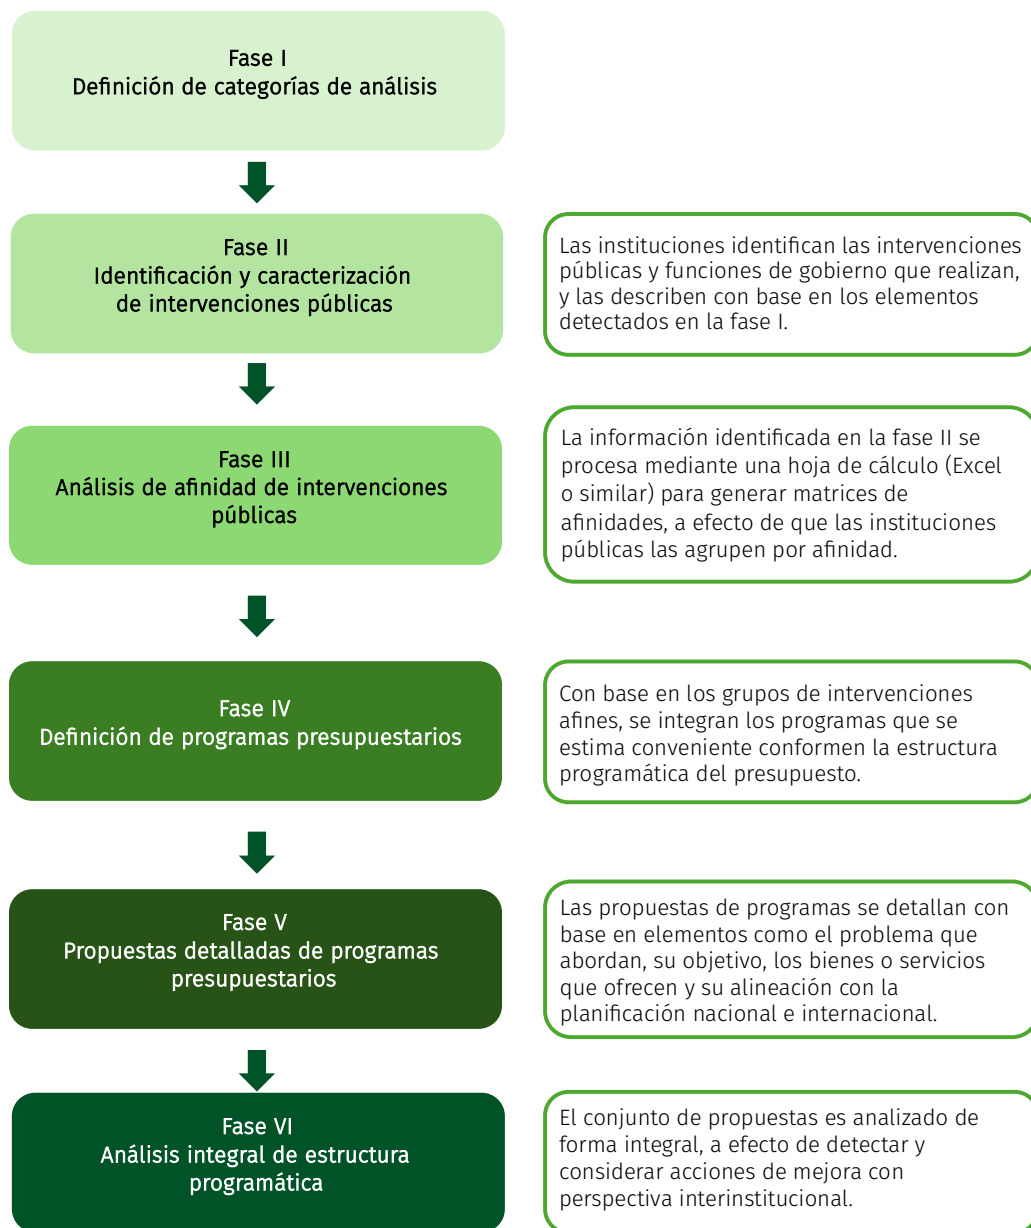 Fase I
Definición de categorías de análisis
Fase II
Identificación y caracterización
de intervenciones públicas
Las instituciones identifican las intervenciones
públicas y funciones de gobierno que realizan,
y las describen con base en los elementos
detectados en la fase I.
Fase III
Análisis de afinidad de intervenciones
públicas
La información identificada en la fase II se
procesa mediante una hoja de cálculo (Excel
o similar) para generar matrices de
afinidades, a efecto de que las instituciones
públicas las agrupen por afinidad.
Fase IV
Definición de programas presupuestarios
Con base en los grupos de intervenciones
afines, se integran los programas que se
estima conveniente conformen la estructura
programática del presupuesto.
Fase V
Propuestas detalladas de programas
presupuestarios
Las propuestas de programas se detallan con
base en elementos como el problema que
abordan, su objetivo, los bienes o servicios
que ofrecen y su alineación con la
planificación nacional e internacional.
Fase VI
Análisis integral de estructura
programática
El conjunto de propuestas es analizado de
forma integral, a efecto de detectar y
considerar acciones de mejora con
perspectiva interinstitucional.